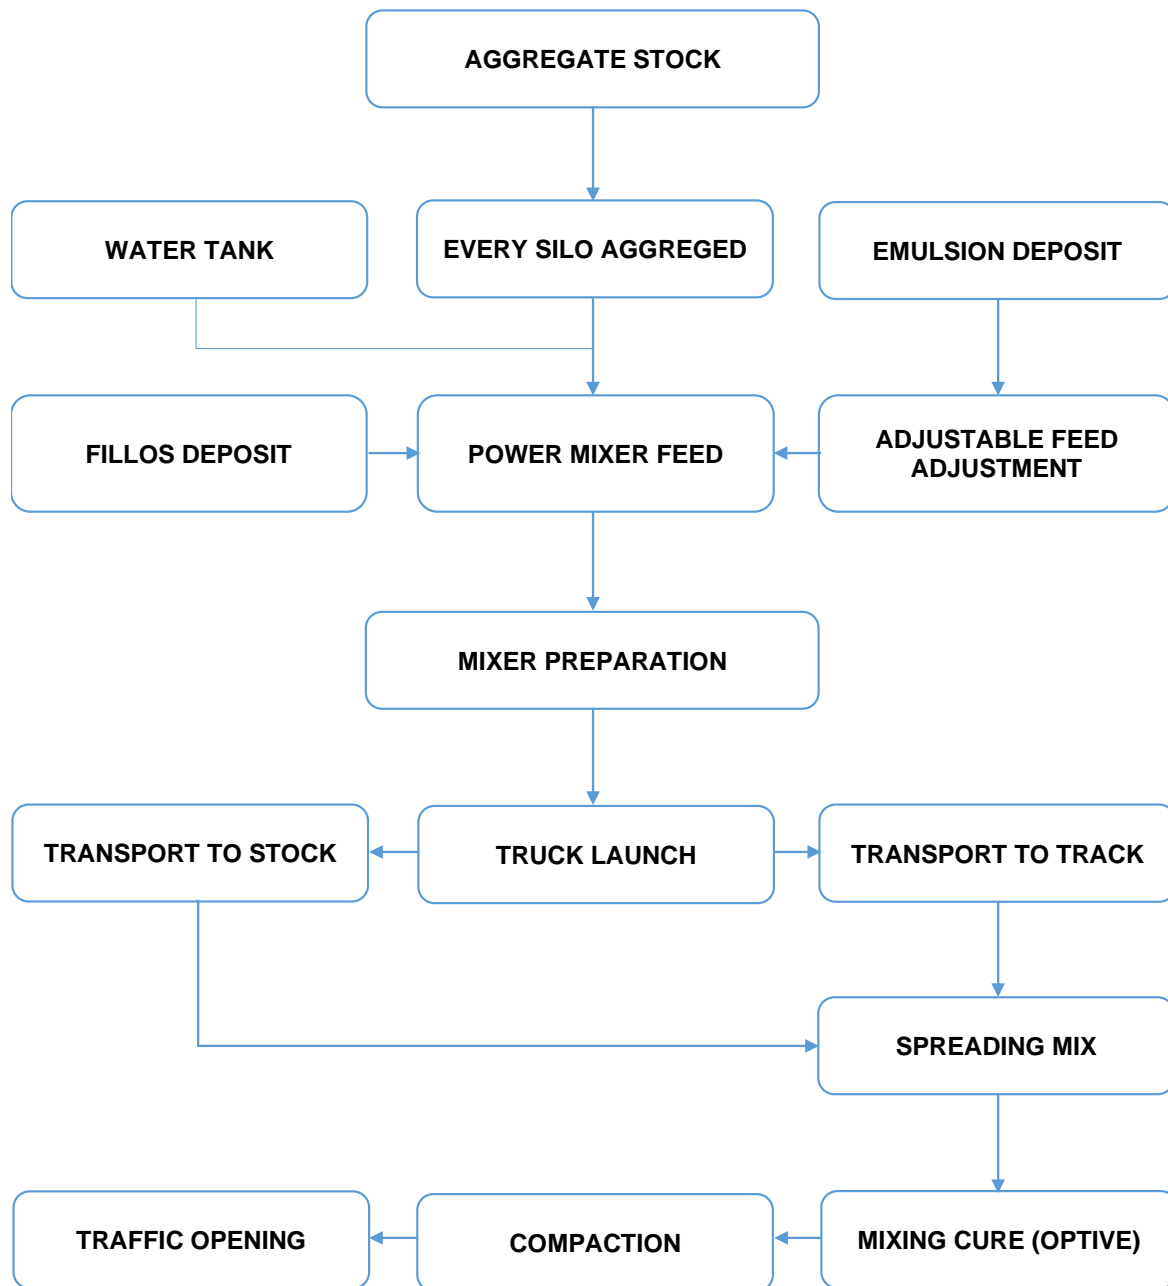 AGGREGATE STOCK
WATER TANK
EVERY SILO AGGREGED
EMULSION DEPOSIT
FILLOS DEPOSIT
POWER MIXER FEED
ADJUSTABLE FEED
ADJUSTMENT
MIXER PREPARATION
TRANSPORT TO STOCK
TRUCK LAUNCH
TRANSPORT TO TRACK
SPREADING MIX
TRAFFIC OPENING
COMPACTION
MIXING CURE (OPTIVE)